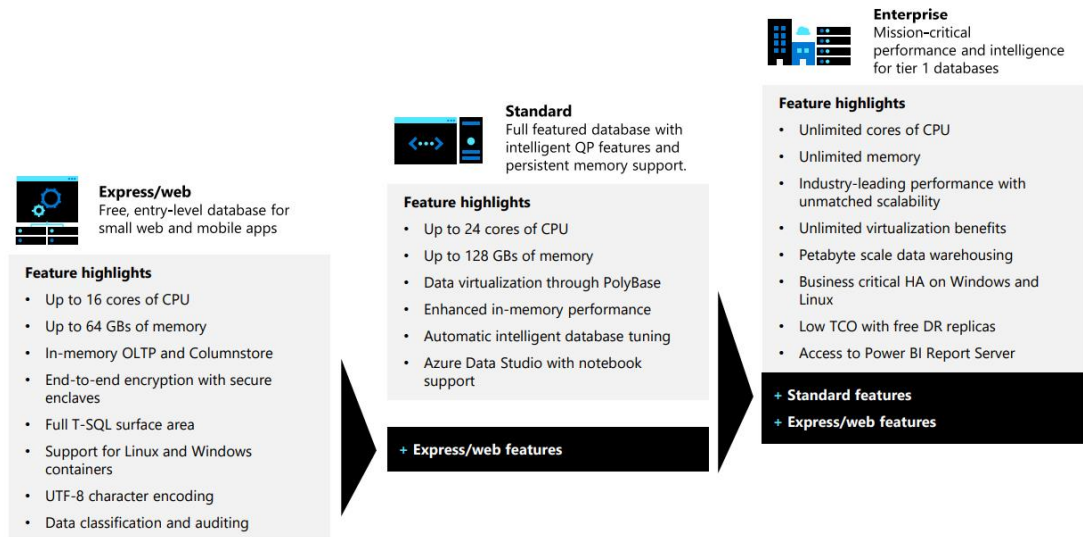 Express/web
Free, entry-level database for
small web and mobile apps
Feature highlights
• Up to 16 cores of CPU
• Up to 64 GBs of memory
• In-memory OLTP and Columnstore
• End-to-end encryption with secure
enclaves
• Full T-SQL surface area
• Support for Linux and Windows
containers
• UTF-8 character encoding
• Data classification and auditing
Standard
Full featured database with
intelligent QP features and
persistent memory support.
Feature highlights
• Up to 24 cores of CPU
• Up to 128 GBs of memory
• Data virtualization through PolyBase
• Enhanced in-memory performance
• Automatic intelligent database tuning
• Azure Data Studio with notebook
support
+ Express/web features
Enterprise
Mission-critical
performance and intelligence
for tier 1 databases
Feature highlights
• Unlimited cores of CPU
• Unlimited memory
• Industry-leading performance with
unmatched scalability
• Unlimited virtualization benefits
• Petabyte scale data warehousing
• Business critical HA on Windows and
Linux
• Low TCO with free DR replicas
• Access to Power BI Report Server
+ Standard features
+ Express/web features